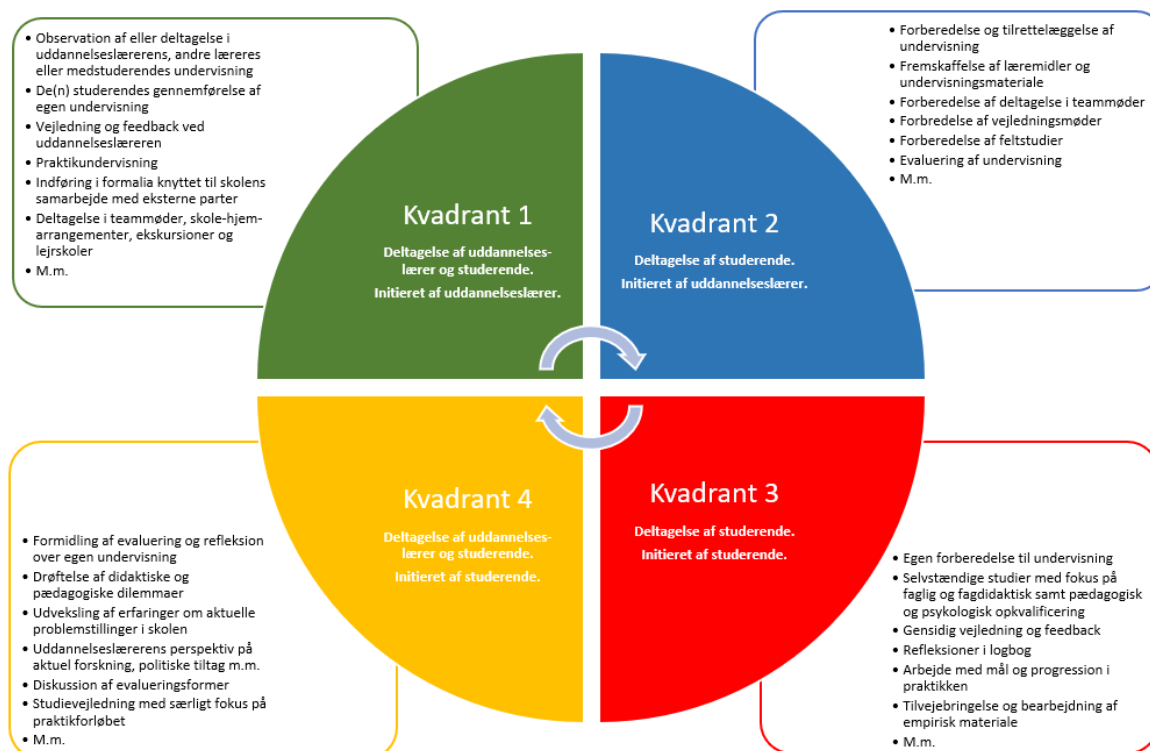 • Observation af eller deltagelse i
uddannelseslærerens, andre læreres
eller medstuderendes undervisning
• De(n) studerendes gennemførelse af
egen undervisning
• Vejledning og feedback ved
uddannelseslæreren
• Praktikundervisning
• Indføring i formalia knyttet til skolens
samarbejde med eksterne parter
• Deltagelse i teammøder, skole-hjem-
arrangementer, ekskursioner og
lejrskoler
• M.m.
Kvadrant 1
Deltagelse af uddannelses-
lærer og studerende.
Initieret af uddannelseslærer.
• Forberedelse og tilrettelæggelse af
undervisning
• Fremskaffelse af læremidler og
undervisningsmateriale
• Forberedelse af deltagelse i teammøder
• Forbredelse af vejledningsmøder
• Forberedelse af feltstudier
• Evaluering af undervisning
• M.m.
Kvadrant 2
Deltagelse af studerende.
Initieret af uddannelseslærer.
Kvadrant 3
Deltagelse af studerende.
Initieret af studerende.
• Egen forberedelse til undervisning
• Selvstændige studier med fokus på
faglig og fagdidaktisk samt pædagogisk
og psykologisk opkvalificering
• Gensidig vejledning og feedback
• Refleksioner i logbog
• Arbejde med mål og progression i
praktikken
• Tilvejebringelse og bearbejdning af
empirisk materiale
• M.m.
Kvadrant 4
Deltagelse af uddannelses-
lærer og studerende.
Initieret af studerende.
• Formidling af evaluering og refleksion
over egen undervisning
• Drøftelse af didaktiske og
pædagogiske dilemmaer
• Udveksling af erfaringer om aktuelle
problemstillinger i skolen
• Uddannelseslærerens perspektiv på
aktuel forskning, politiske tiltag m.m.
• Diskussion af evalueringsformer
• Studievejledning med særligt fokus på
praktikforløbet
• M.m.